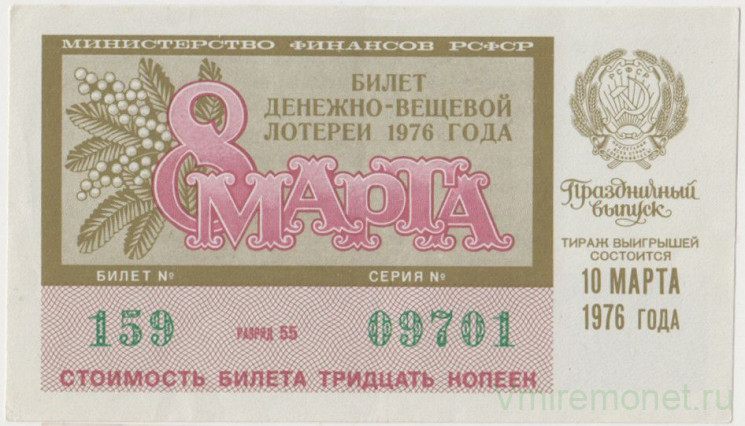 МИНИСТЕРСТВО ФИНАНСОВ РСФСР
БИЛЕТ
ДЕНЕЖНО-ВЕЩЕВОЙ
ЛОТЕРЕИ 1976 ГОДА
8 МАРТА
БИЛЕТ № СЕРИЯ №
159 РАЗРЯД 55 09701
СТОИМОСТЬ БИЛЕТА ТРИДЦАТЬ КОПЕЕК
РСФСР
Праздничный
выпуск
ТИРАЖ ВЫИГРЫШЕЙ
СОСТОИТСЯ
10 МАРТА
1976 ГОДА
vmiremonet.ru